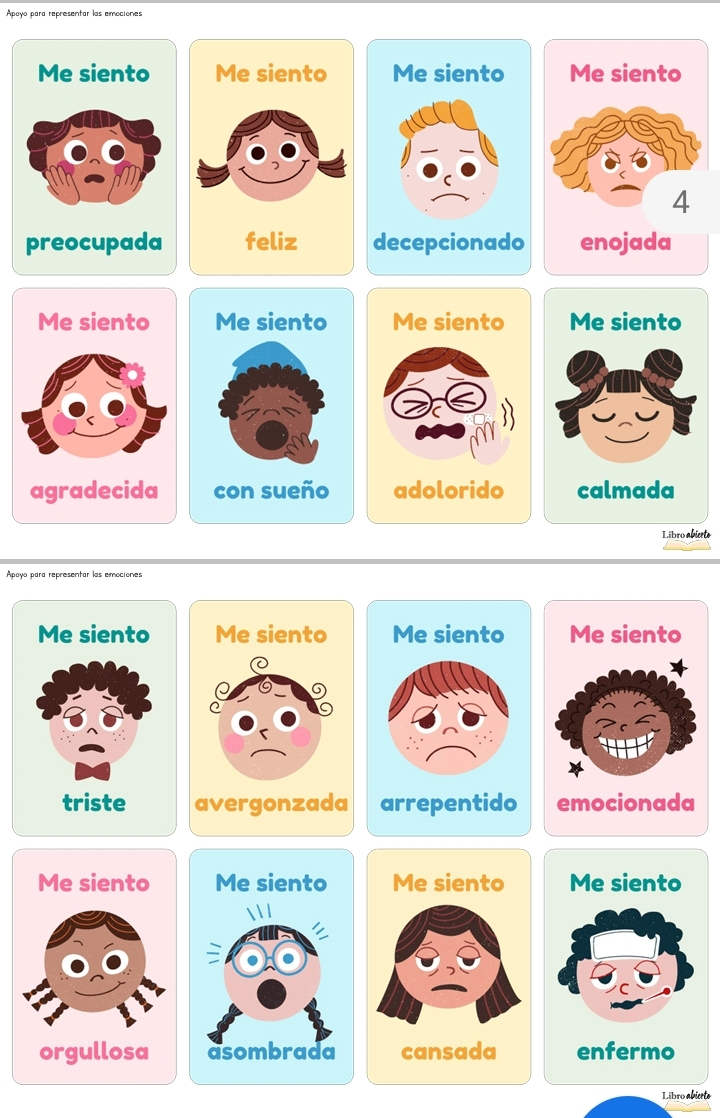 Apoyo para representar las emociones
Me siento
preocupada
Me siento
feliz
Me siento
decepcionado
Me siento
enojada
4
Me siento
agradecida
Me siento
con sueño
Me siento
adolorido
Me siento
calmada
Libro abierto
Apoyo para representar las emociones
Me siento
triste
Me siento
avergonzada
Me siento
arrepentido
Me siento
emocionada
Me siento
orgullosa
Me siento
asombrada
Me siento
cansada
Me siento
enfermo
Libro abierto